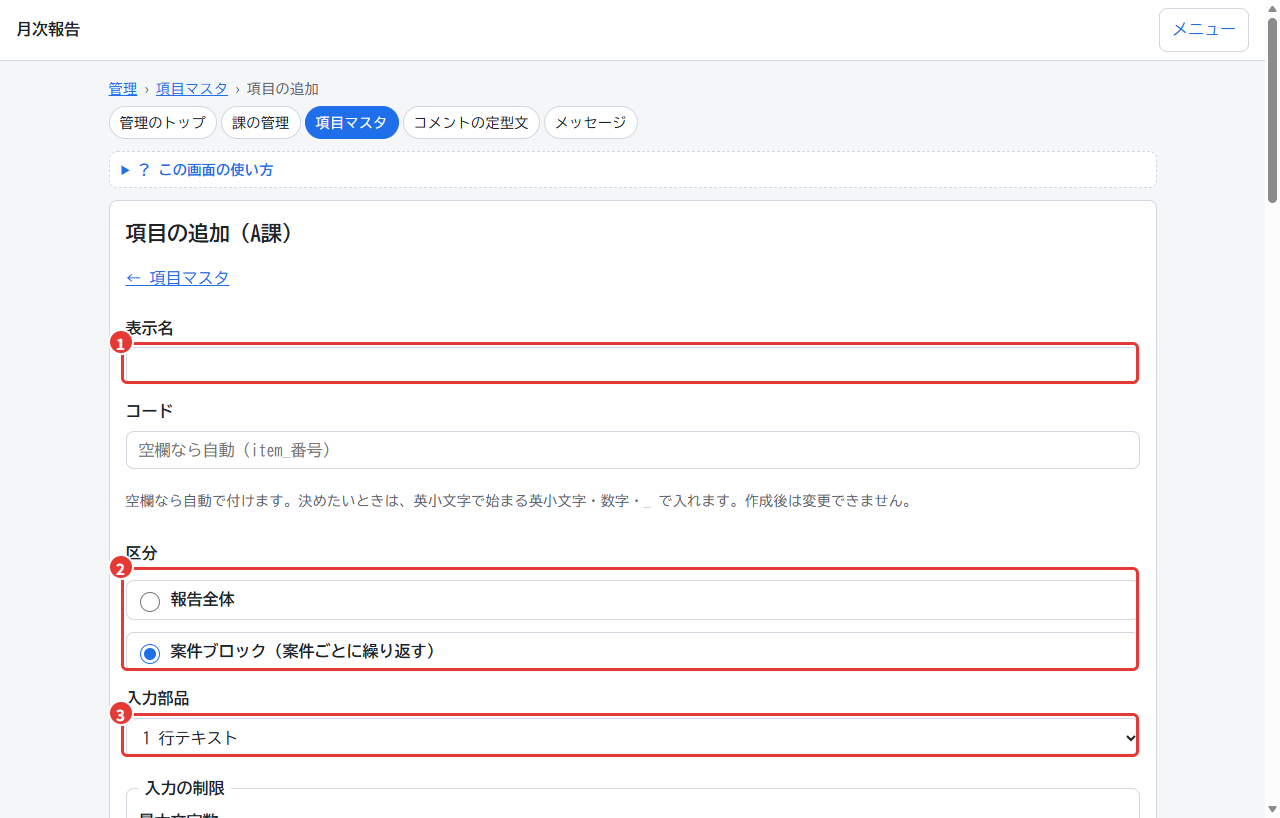 月次報告
メニュー
管理 › 項目マスタ › 項目の追加
管理のトップ 課の管理 項目マスタ コメントの定型文 メッセージ
▶ ? この画面の使い方
項目の追加（A課）
← 項目マスタ
表示名
1
コード
空欄なら自動（item_番号）
空欄なら自動で付けます。決めたいときは、英小文字で始まる英小文字・数字・_ で入れます。作成後は変更できません。
区分
2
報告全体
案件ブロック（案件ごとに繰り返す）
入力部品
3
1 行テキスト
入力の制限
最大文字数